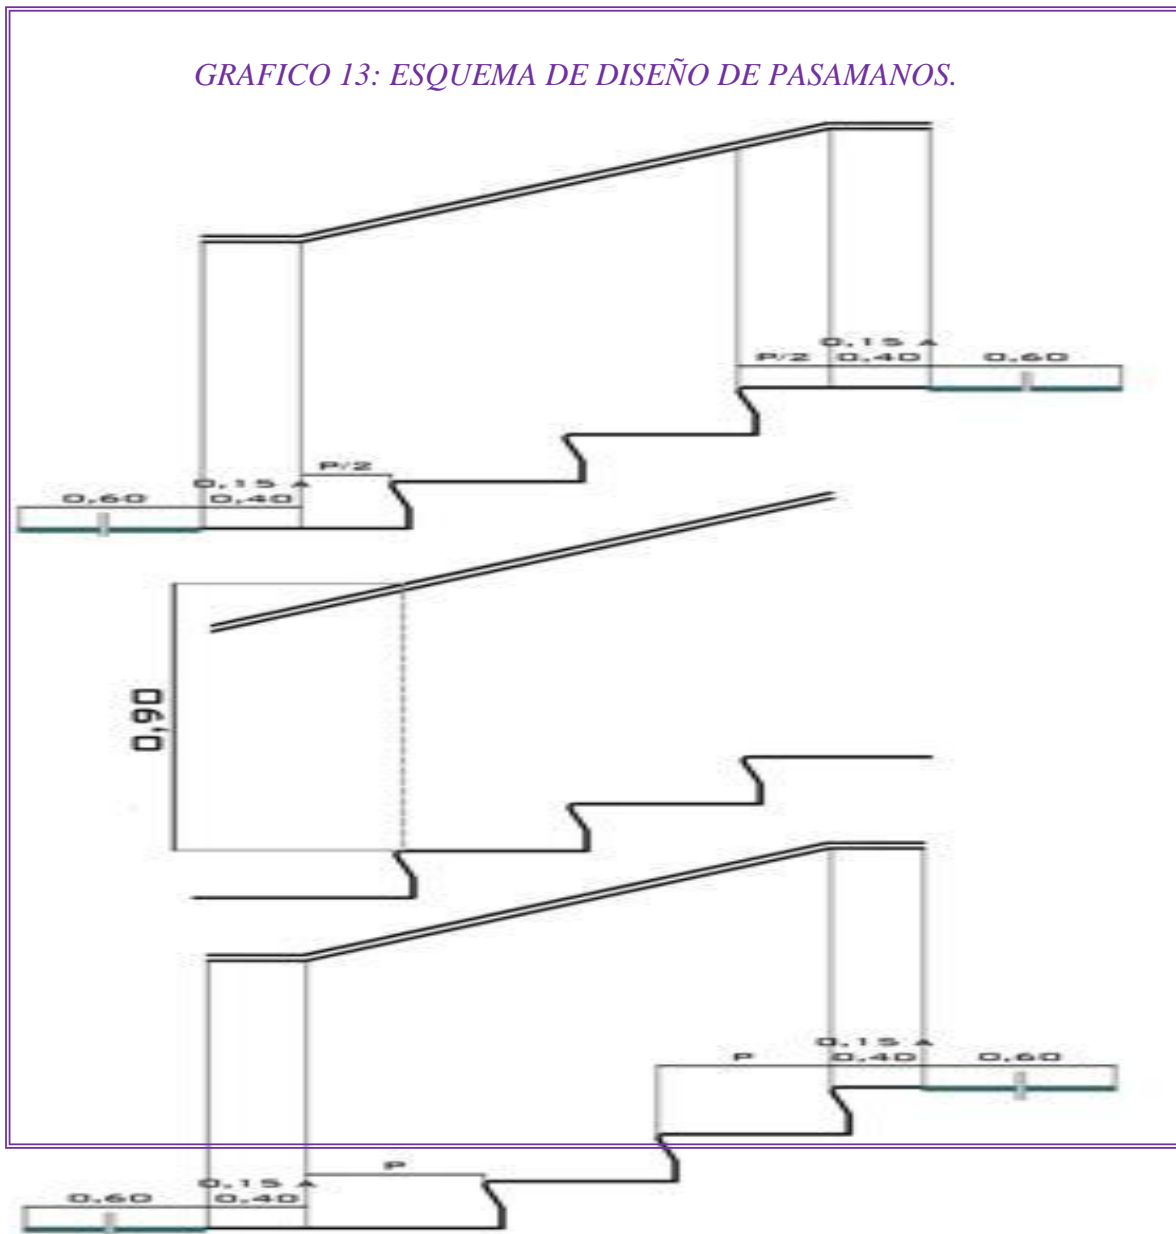 GRAFICO 13: ESQUEMA DE DISEÑO DE PASAMANOS.
0,15 A
P/2 0,40 0,60
P/2
0,15 A
0,60 0,40
0,90
0,15 A
P 0,40 0,60
P
0,15 A
0,60 0,40